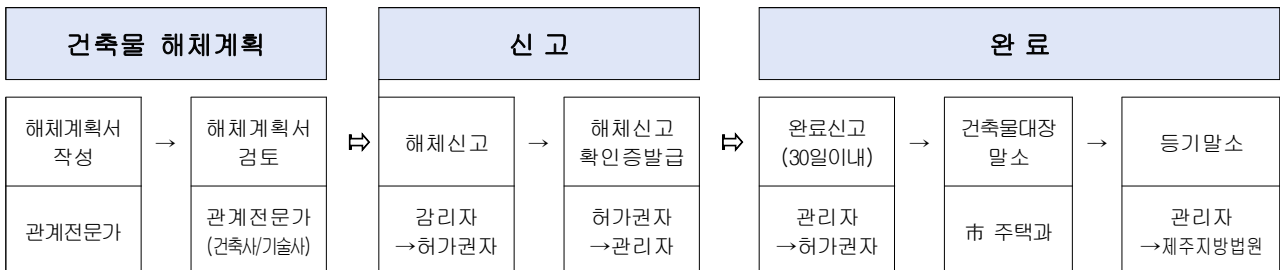 건축물 해체계획
신 고
완 료
해체계획서
작성
→
해체계획서
검토
⇨
해체신고
→
해체신고
확인증발급
⇨
완료신고
(30일이내)
→
건축물대장
말소
→
등기말소
관계전문가
관계전문가
(건축사/기술사)
감리자
→허가권자
허가권자
→관리자
관리자
→허가권자
市 주택과
관리자
→제주지방법원